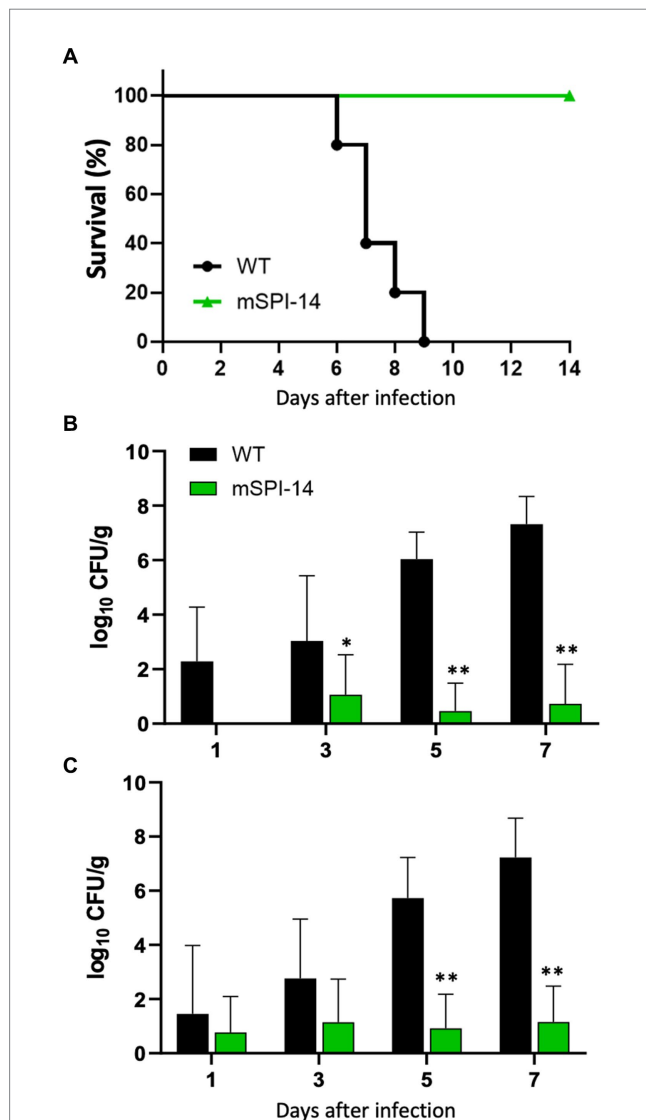 A
Survival (%)
100
80
60
40
20
0
WT
mSPI-14
0 2 4 6 8 10 12 14
Days after infection
B
log10 CFU/g
10
8
6
4
2
0
WT
mSPI-14
*
**
**
1 3 5 7
C
log10 CFU/g
10
8
6
4
2
0
**
**
1 3 5 7
Days after infection